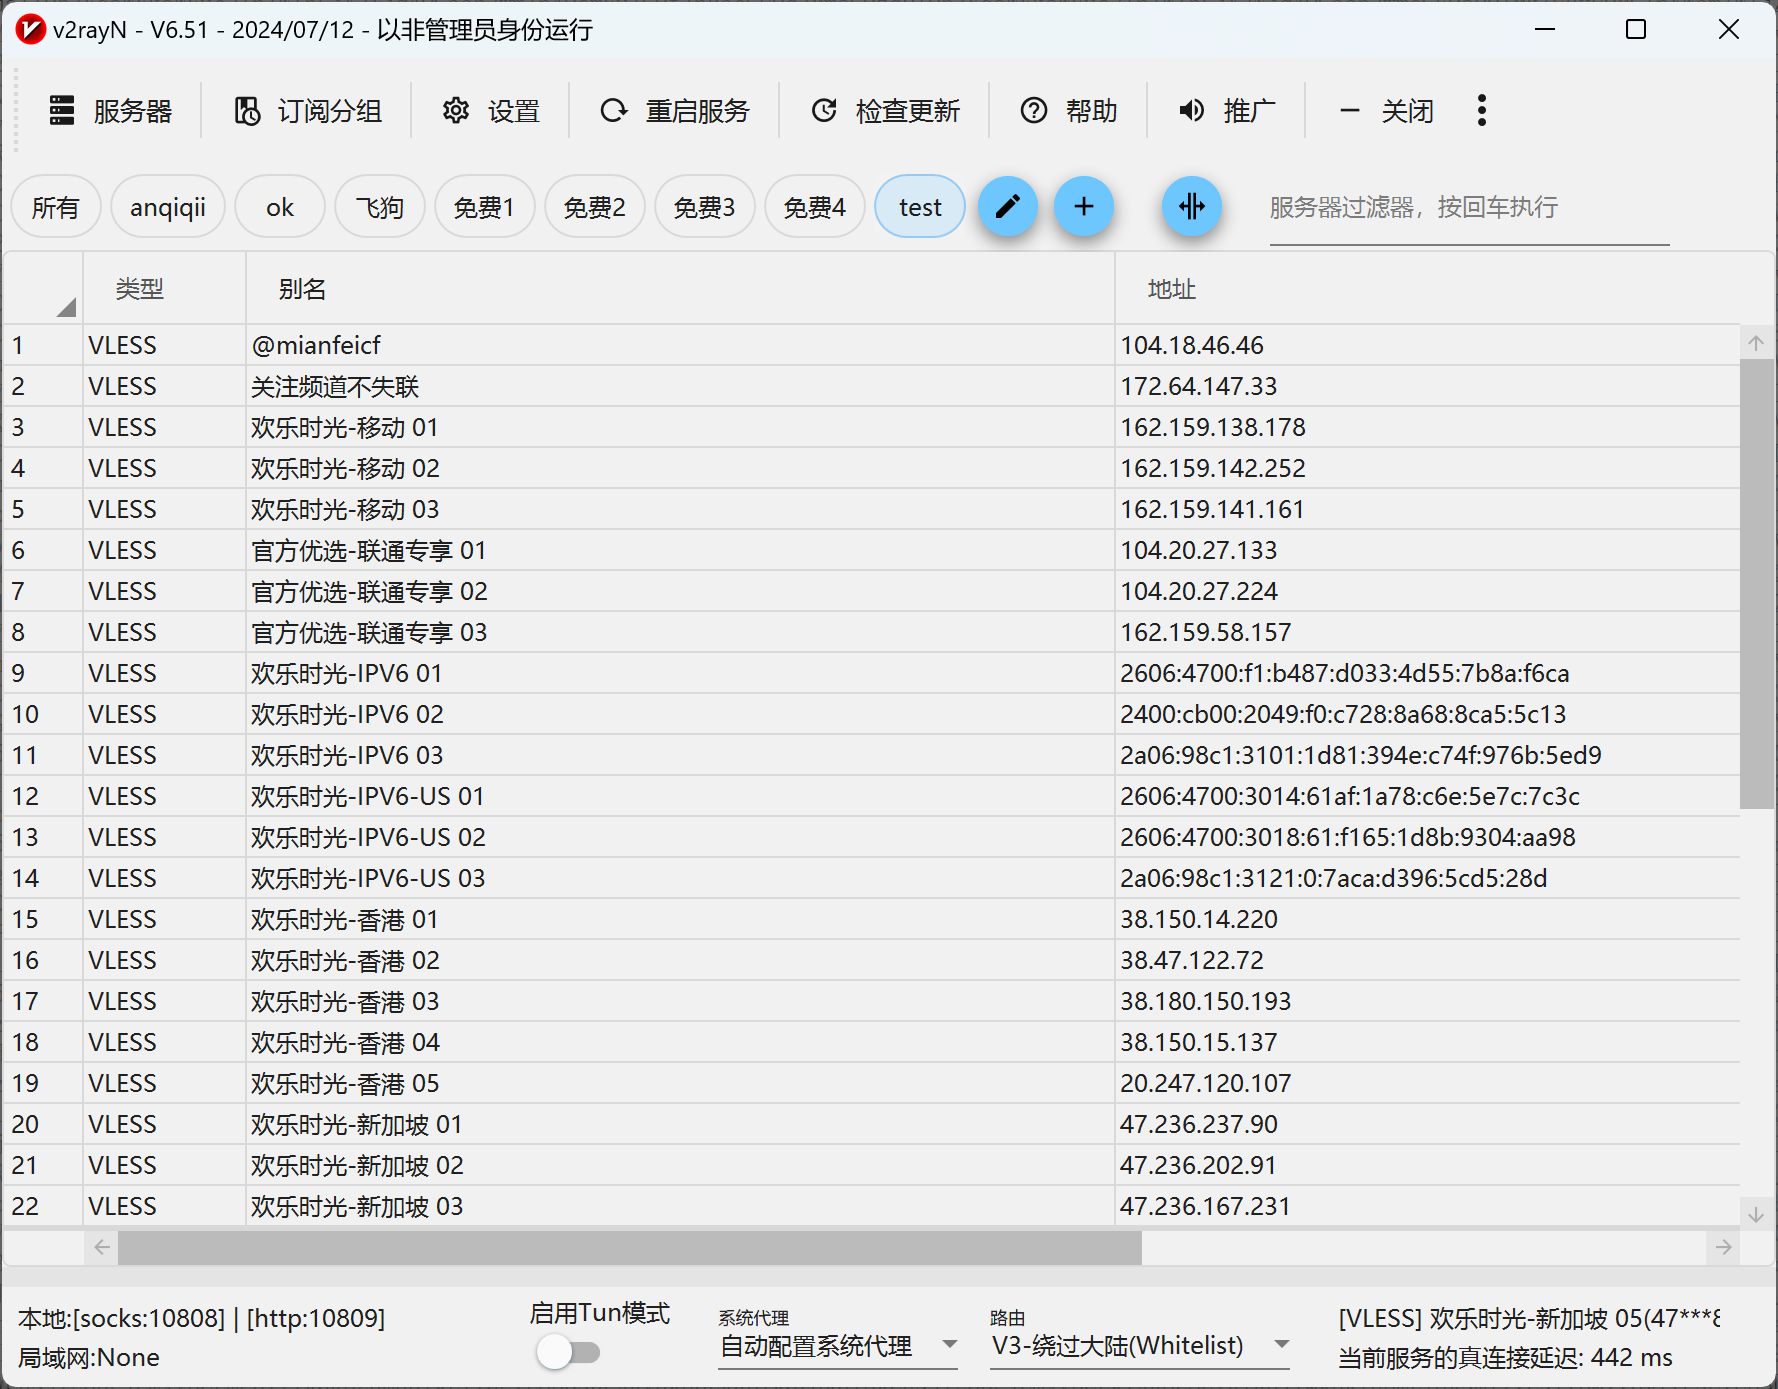 v2rayN - V6.51 - 2024/07/12 - 以非管理员身份运行
服务器 订阅分组 设置 重启服务 检查更新 帮助 推广 关闭
所有 anqiqii ok 飞狗 免费1 免费2 免费3 免费4 test 服务器过滤器，按回车执行
类型 别名 地址
1 VLESS @mianfeicf 104.18.46.46
2 VLESS 关注频道不失联 172.64.147.33
3 VLESS 欢乐时光-移动 01 162.159.138.178
4 VLESS 欢乐时光-移动 02 162.159.142.252
5 VLESS 欢乐时光-移动 03 162.159.141.161
6 VLESS 官方优选-联通专享 01 104.20.27.133
7 VLESS 官方优选-联通专享 02 104.20.27.224
8 VLESS 官方优选-联通专享 03 162.159.58.157
9 VLESS 欢乐时光-IPV6 01 2606:4700:f1:b487:d033:4d55:7b8a:f6ca
10 VLESS 欢乐时光-IPV6 02 2400:cb00:2049:f0:c728:8a68:8ca5:5c13
11 VLESS 欢乐时光-IPV6 03 2a06:98c1:3101:1d81:394e:c74f:976b:5ed9
12 VLESS 欢乐时光-IPV6-US 01 2606:4700:3014:61af:1a78:c6e:5e7c:7c3c
13 VLESS 欢乐时光-IPV6-US 02 2606:4700:3018:61:f165:1d8b:9304:aa98
14 VLESS 欢乐时光-IPV6-US 03 2a06:98c1:3121:0:7aca:d396:5cd5:28d
15 VLESS 欢乐时光-香港 01 38.150.14.220
16 VLESS 欢乐时光-香港 02 38.47.122.72
17 VLESS 欢乐时光-香港 03 38.180.150.193
18 VLESS 欢乐时光-香港 04 38.150.15.137
19 VLESS 欢乐时光-香港 05 20.247.120.107
20 VLESS 欢乐时光-新加坡 01 47.236.237.90
21 VLESS 欢乐时光-新加坡 02 47.236.202.91
22 VLESS 欢乐时光-新加坡 03 47.236.167.231
本地:[socks:10808] | [http:10809]
局域网:None
启用Tun模式
系统代理
自动配置系统代理
路由
V3-绕过大陆(Whitelist)
[VLESS] 欢乐时光-新加坡 05(47***8
当前服务的真连接延迟: 442 ms